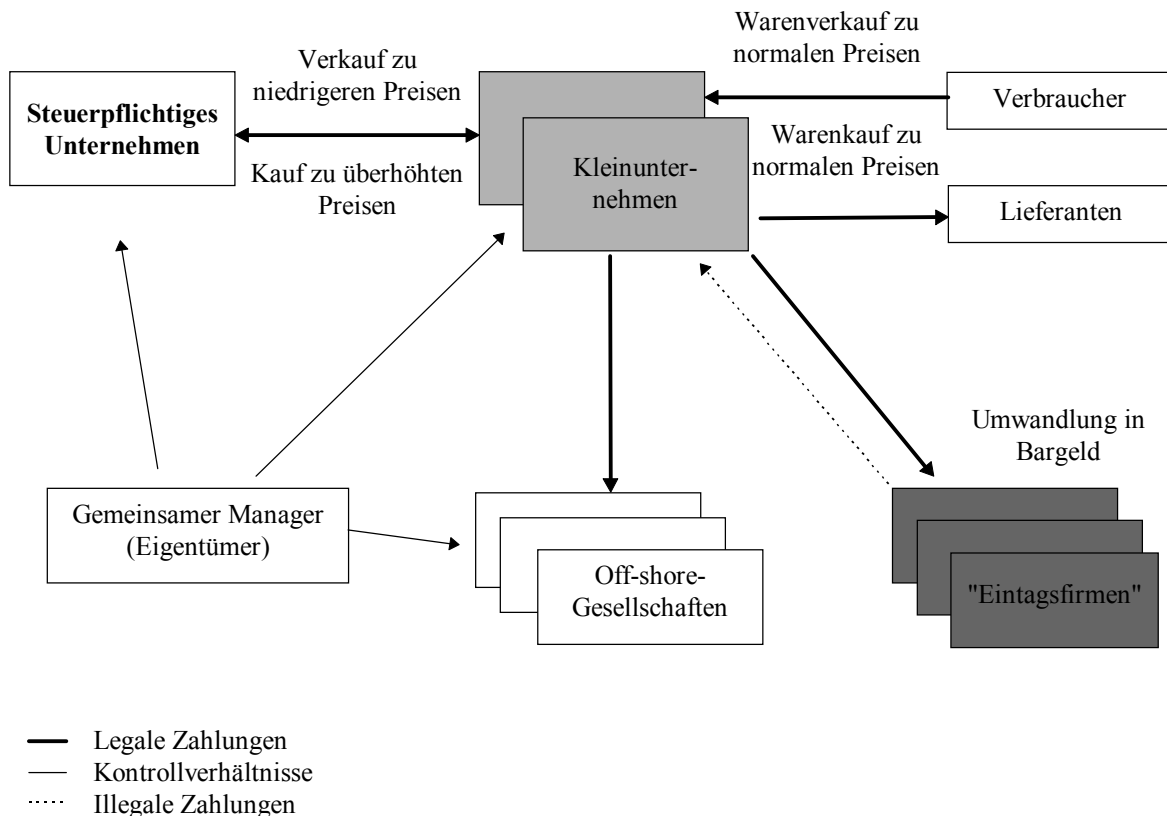 Steuerpflichtiges
Unternehmen
Verkauf zu
niedrigeren Preisen
Kauf zu überhöhten
Preisen
Kleinunter-
nehmen
Warenverkauf zu
normalen Preisen
Verbraucher
Warenkauf zu
normalen Preisen
Lieferanten
Gemeinsamer Manager
(Eigentümer)
Off-shore-
Gesellschaften
Umwandlung in
Bargeld
"Eintagsfirmen"
Legale Zahlungen
Kontrollverhältnisse
Illegale Zahlungen